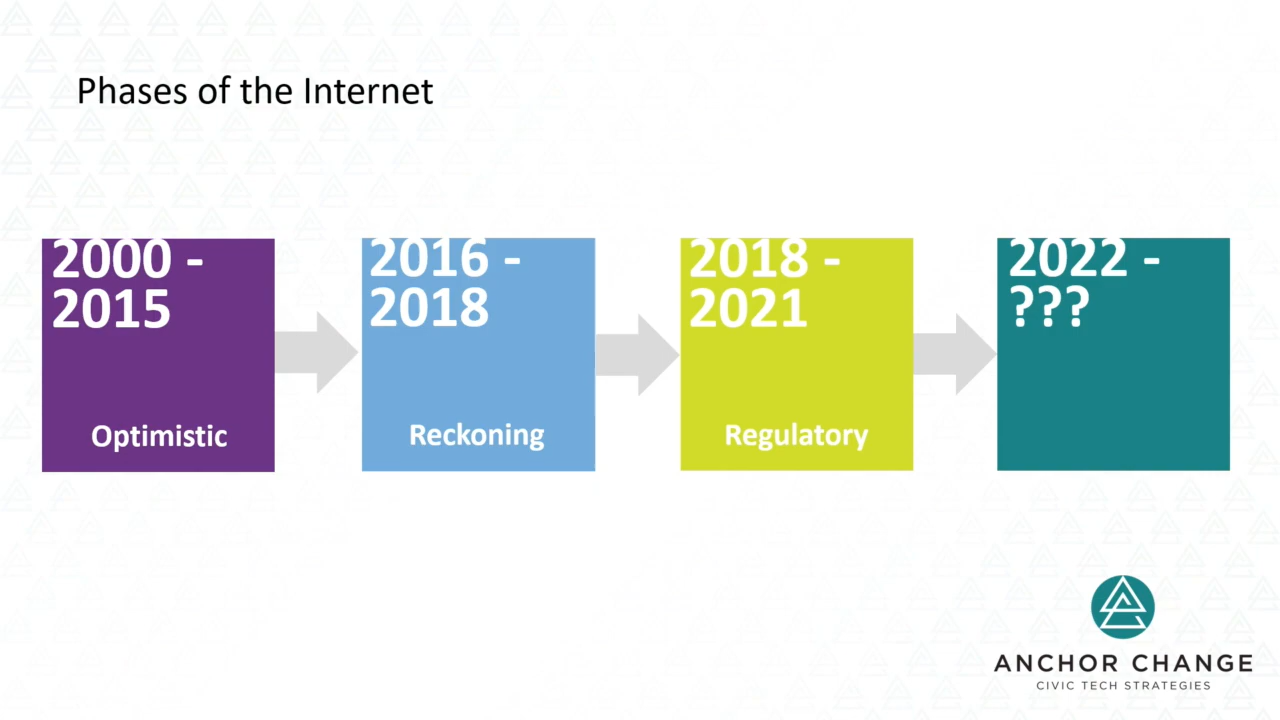 Phases of the Internet
2000 -
2015
Optimistic
2016 -
2018
Reckoning
2018 -
2021
Regulatory
2022 -
???
ANCHOR CHANGE
CIVIC TECH STRATEGIES